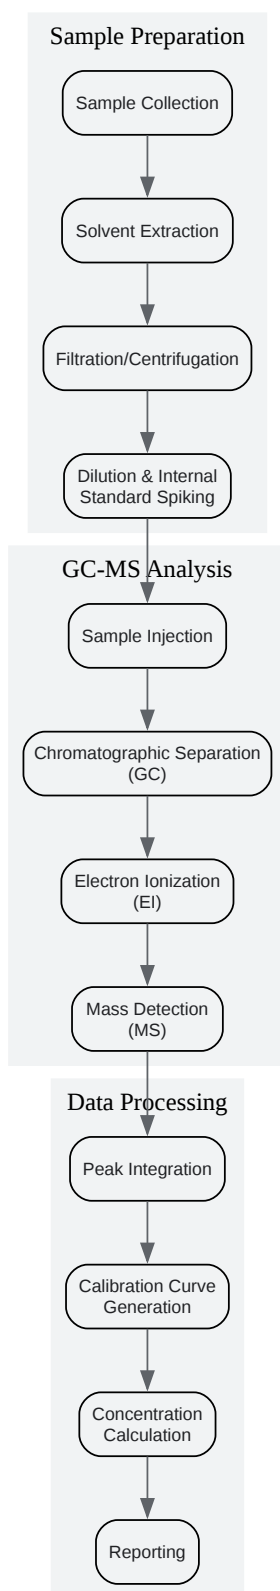 Sample Preparation
Sample Collection
Solvent Extraction
Filtration/Centrifugation
Dilution & Internal
Standard Spiking
GC-MS Analysis
Sample Injection
Chromatographic Separation
(GC)
Electron Ionization
(EI)
Mass Detection
(MS)
Data Processing
Peak Integration
Calibration Curve
Generation
Concentration
Calculation
Reporting